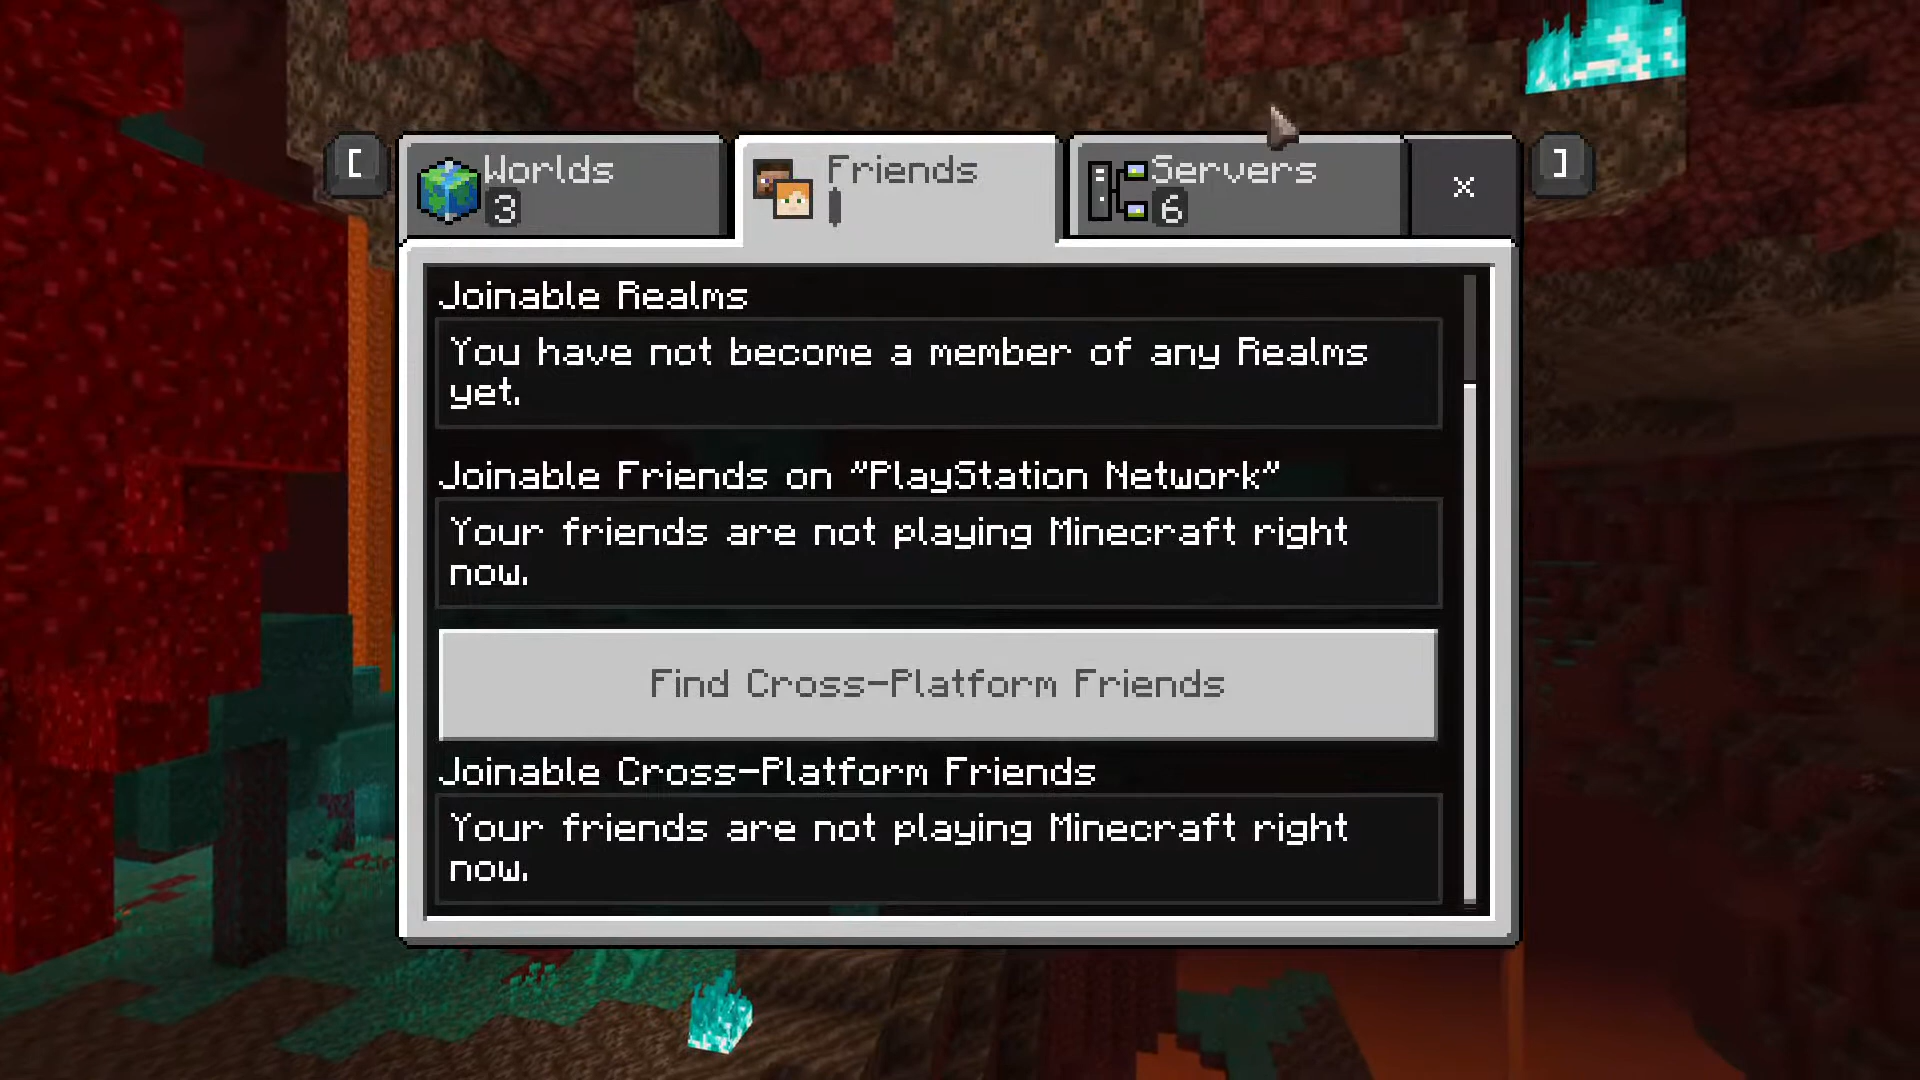 [
Worlds
3
Friends
Servers
6
x
]
Joinable Realms
You have not become a member of any Realms
yet.
Joinable Friends on "PlayStation Network"
Your friends are not playing Minecraft right
now.
Find Cross-Platform Friends
Joinable Cross-Platform Friends
Your friends are not playing Minecraft right
now.